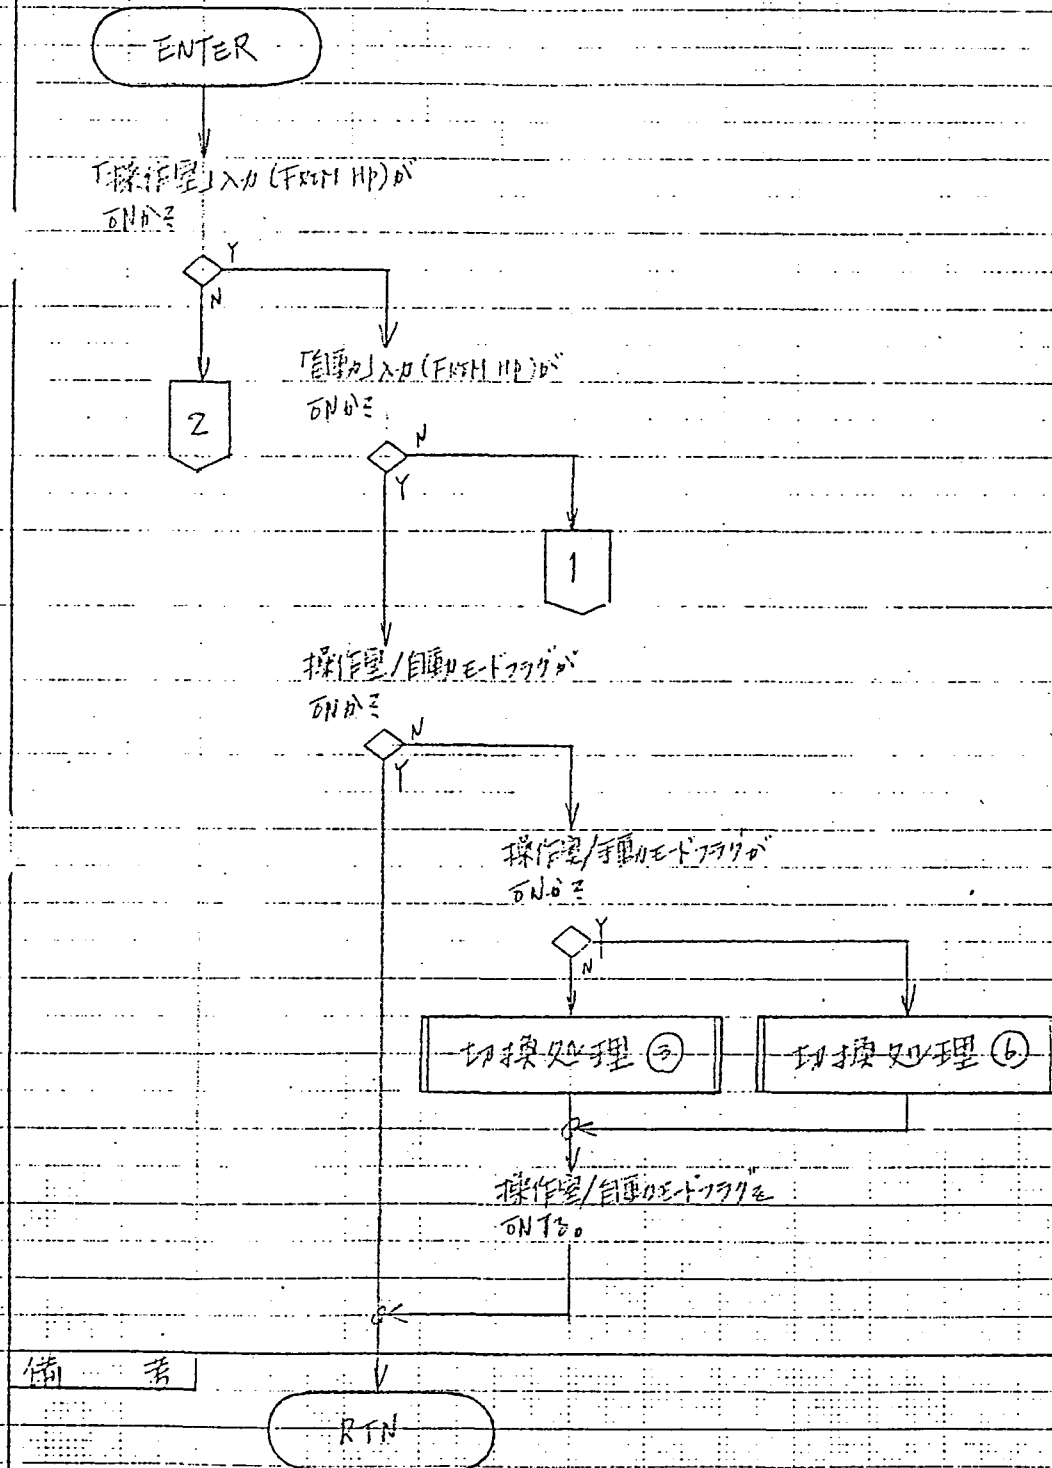 ENTER
「操作室」入力(FROM HP)が
ONか?
Y
N
「自動」入力(FROM HP)が
ONか?
2
N
Y
1
操作室/自動モードフラグが
ONか?
N
Y
操作室/手動モードフラグが
ONか?
Y
N
切換処理 ③
切換処理 ⑥
操作室/自動モードフラグを
ONする。
備 考
RTN